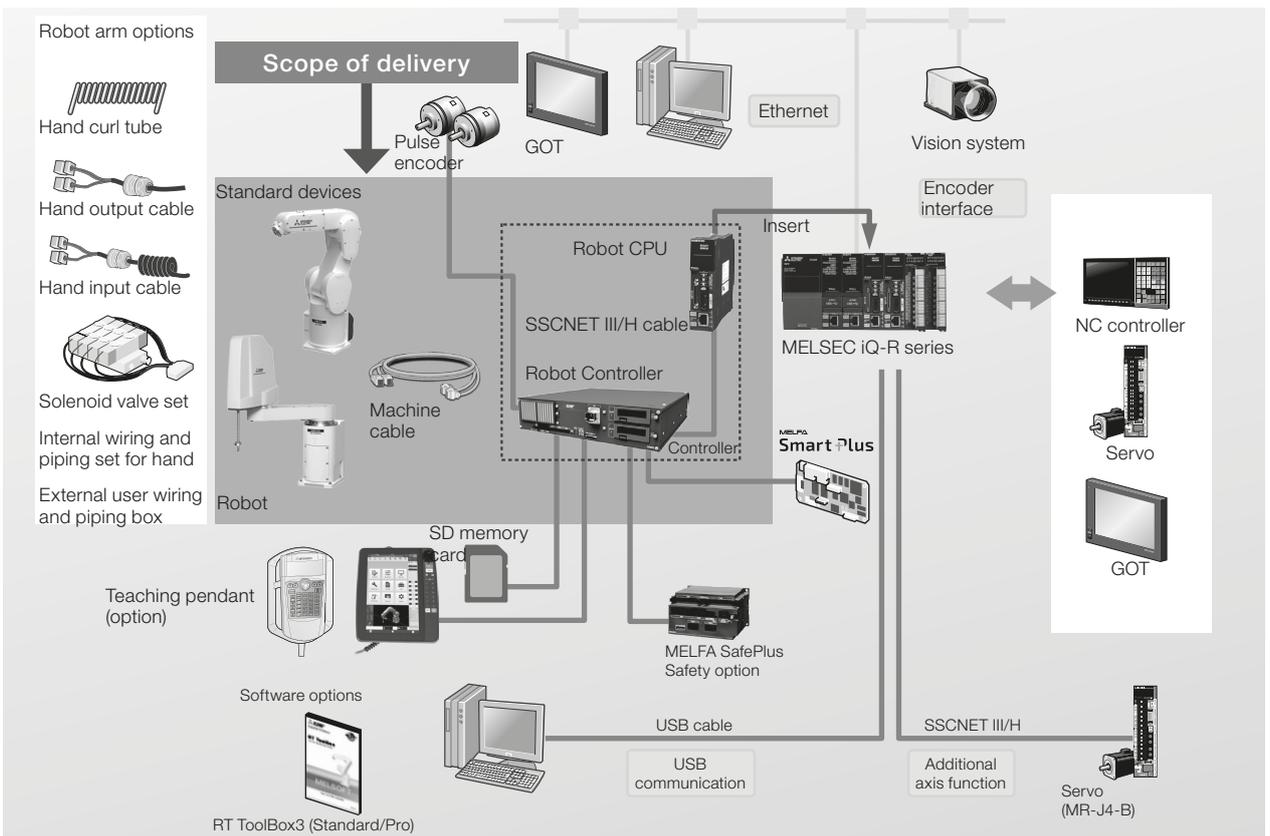 Robot arm options
Hand curl tube
Hand output cable
Hand input cable
Solenoid valve set
Internal wiring and
piping set for hand
External user wiring
and piping box
Scope of delivery
Pulse
encoder
GOT
Ethernet
Vision system
Encoder
interface
Standard devices
Robot CPU
Insert
SSCNET III/H cable
MELSEC iQ-R series
Robot Controller
Machine
cable
Controller
Robot
MELFA
Smart Plus
NC controller
Servo
GOT
SD memory
card
Teaching pendant
(option)
MELFA SafePlus
Safety option
Software options
RT ToolBox3 (Standard/Pro)
USB cable
USB
communication
SSCNET III/H
Additional
axis function
Servo
(MR-J4-B)